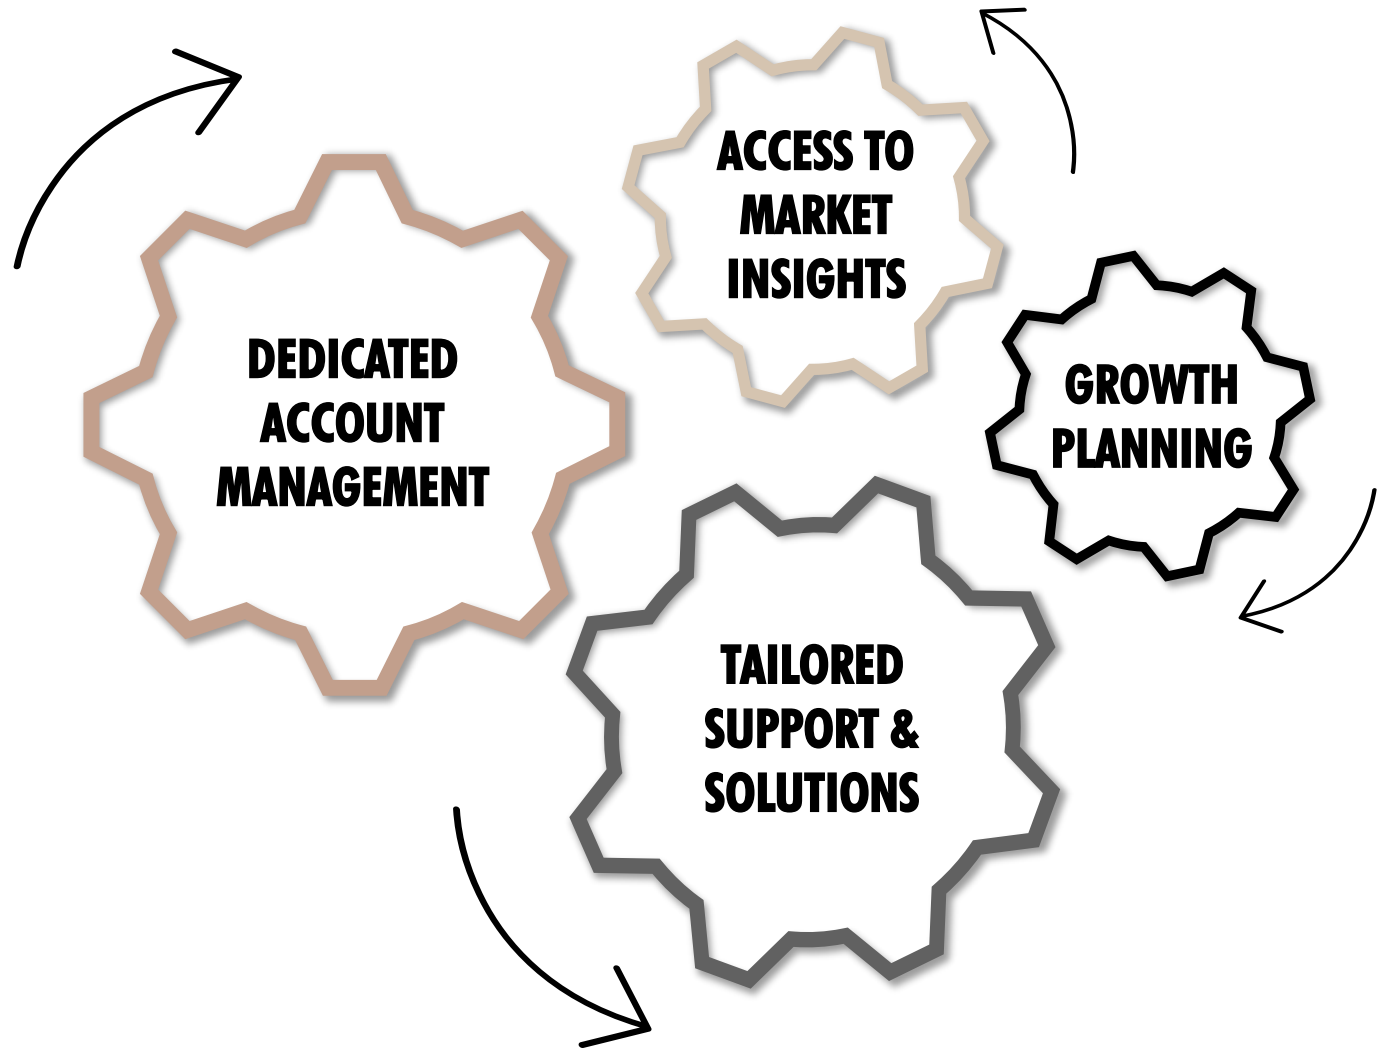 DEDICATED
ACCOUNT
MANAGEMENT
ACCESS TO
MARKET
INSIGHTS
GROWTH
PLANNING
TAILORED
SUPPORT &
SOLUTIONS